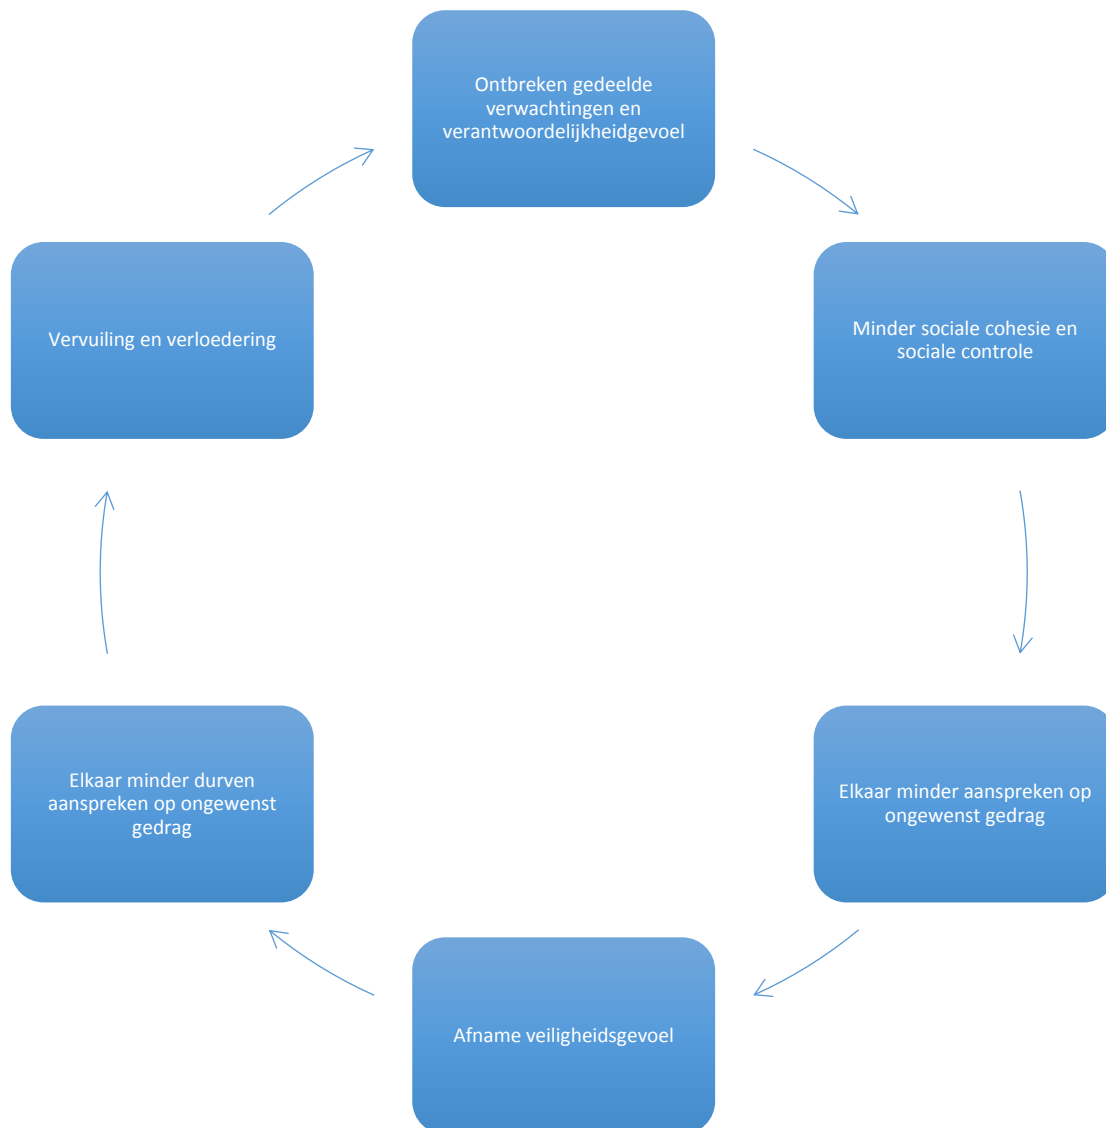 Ontbreken gedeelde
verwachtingen en
verantwoordelijkheidgevoel
Minder sociale cohesie en
sociale controle
Elkaar minder aanspreken op
ongewenst gedrag
Afname veiligheidsgevoel
Elkaar minder durven
aanspreken op ongewenst
gedrag
Vervuiling en verloedering